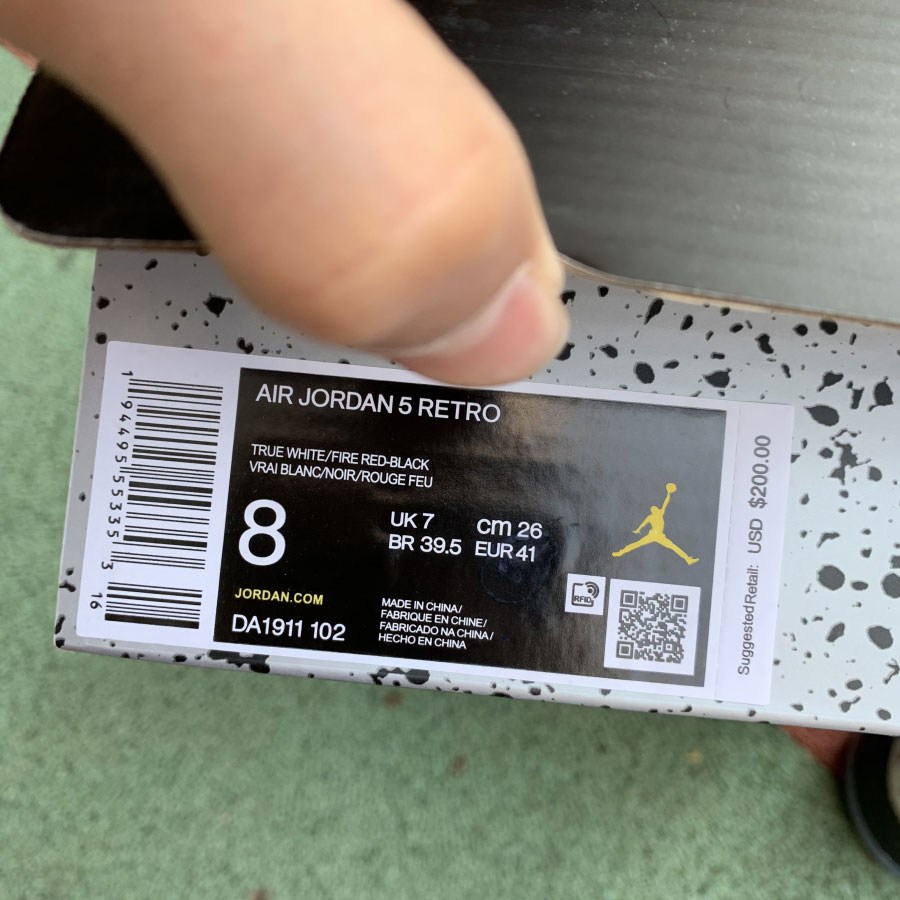 AIR JORDAN 5 RETRO
TRUE WHITE/FIRE RED-BLACK
VRAI BLANC/NOIR/ROUGE FEU
8
UK 7 cm 26
BR 39.5 EUR 41
JORDAN.COM
DA1911 102
MADE IN CHINA/
FABRIQUE EN CHINE/
FABRICADO NA CHINA/
HECHO EN CHINA
RFID
1 94495 55335 3
16
Suggested Retail: USD $200.00